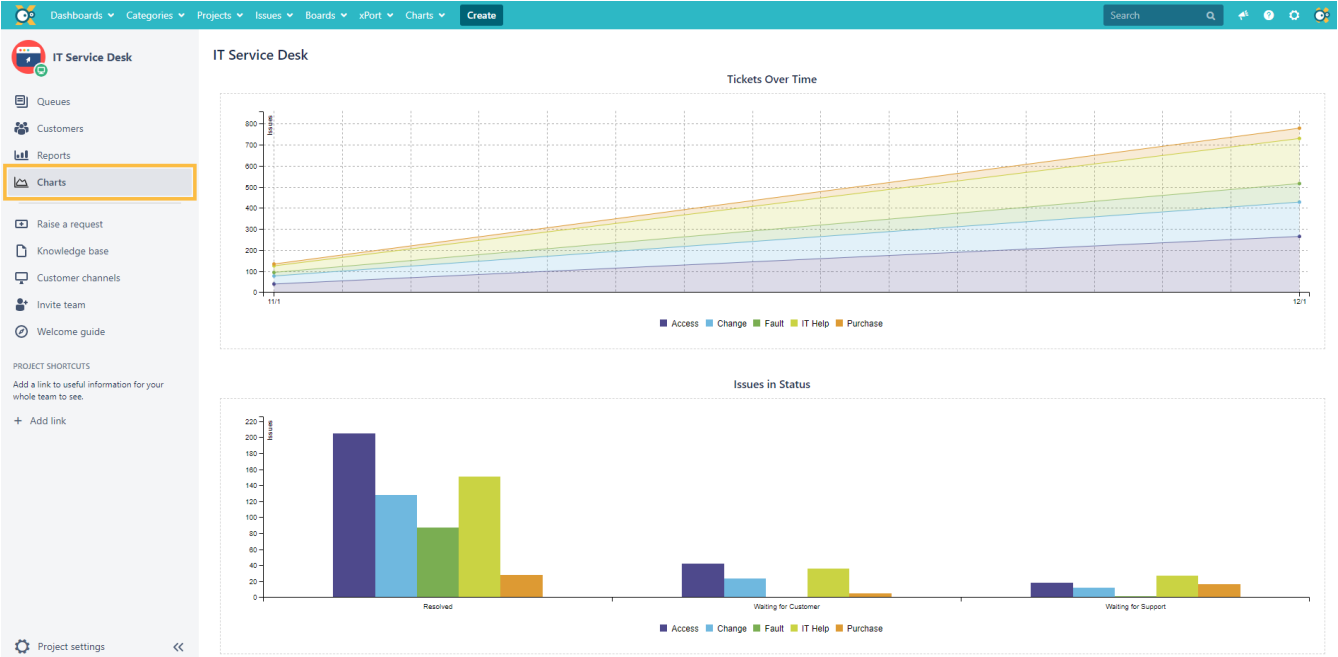 Dashboards Categories Projects Issues Boards xPort Charts Create Search
IT Service Desk
Queues
Customers
Reports
Charts
Raise a request
Knowledge base
Customer channels
Invite team
Welcome guide
PROJECT SHORTCUTS
Add a link to useful information for your
whole team to see.
+ Add link
Project settings
IT Service Desk
Tickets Over Time
Issues
800
700
600
500
400
300
200
100
0
11/1 12/1
Access Change Fault IT Help Purchase
Issues in Status
Issues
220
200
180
160
140
120
100
80
60
40
20
0
Resolved Waiting for Customer Waiting for Support
Access Change Fault IT Help Purchase